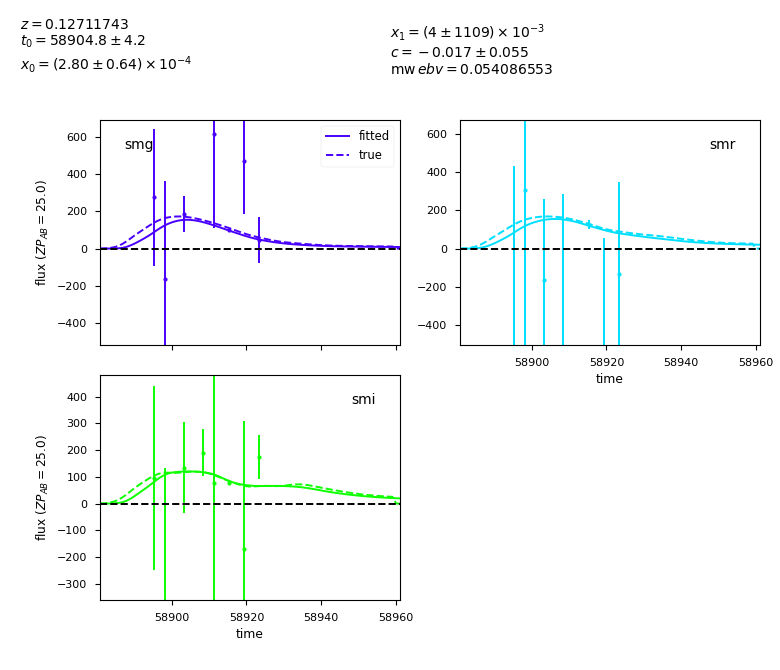 z = 0.12711743
t₀ = 58904.8 ± 4.2
x₀ = (2.80 ± 0.64) × 10⁻⁴
x₁ = (4 ± 1109) × 10⁻³
c = −0.017 ± 0.055
mw ebv = 0.054086553
smg
fitted
true
600
400
200
0
−200
−400
flux (ZP_AB = 25.0)
smr
600
400
200
0
−200
−400
58900 58920 58940 58960
time
smi
400
300
200
100
0
−100
−200
−300
flux (ZP_AB = 25.0)
58900 58920 58940 58960
time